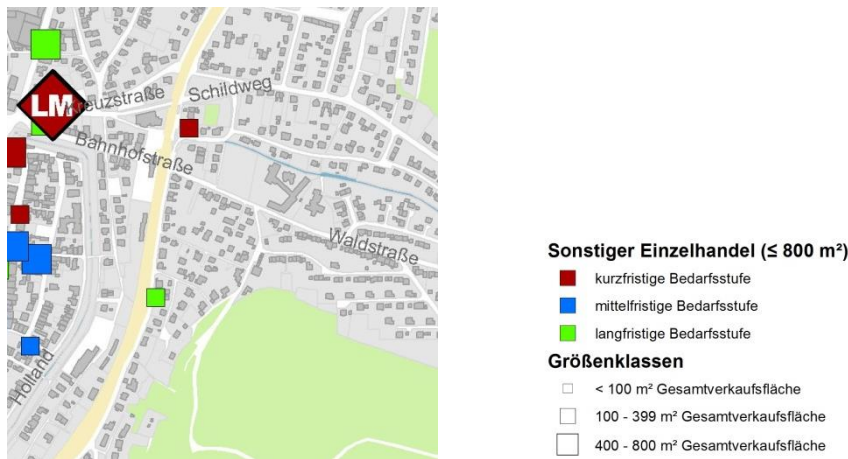 LM
Kreuzstraße
Schildweg
Bahnhofstraße
Waldstraße
Holland
Sonstiger Einzelhandel (≤ 800 m²)
kurzfristige Bedarfsstufe
mittelfristige Bedarfsstufe
langfristige Bedarfsstufe
Größenklassen
< 100 m² Gesamtverkaufsfläche
100 - 399 m² Gesamtverkaufsfläche
400 - 800 m² Gesamtverkaufsfläche